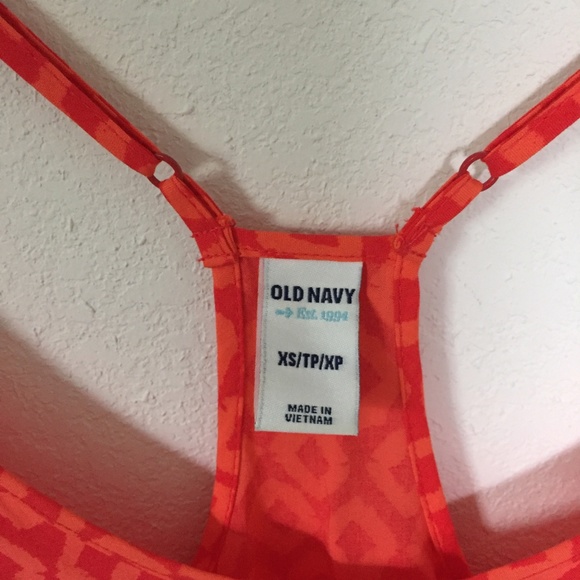 OLD NAVY
→ Est. 1994
XS/TP/XP
MADE IN
VIETNAM